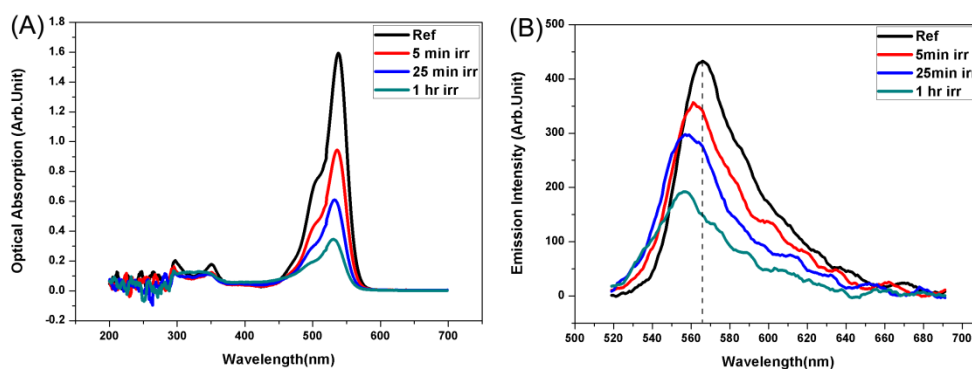 (A)
1.8
1.6
1.4
1.2
1.0
0.8
0.6
0.4
0.2
0.0
-0.2
Optical Absorption (Arb.Unit)
Ref
5 min irr
25 min irr
1 hr irr
100 200 300 400 500 600 700 800
Wavelength(nm)
(B)
500
400
300
200
100
0
Emission Intensity (Arb.Unit)
Ref
5min irr
25min irr
1 hr irr
500 520 540 560 580 600 620 640 660 680 700
Wavelength(nm)